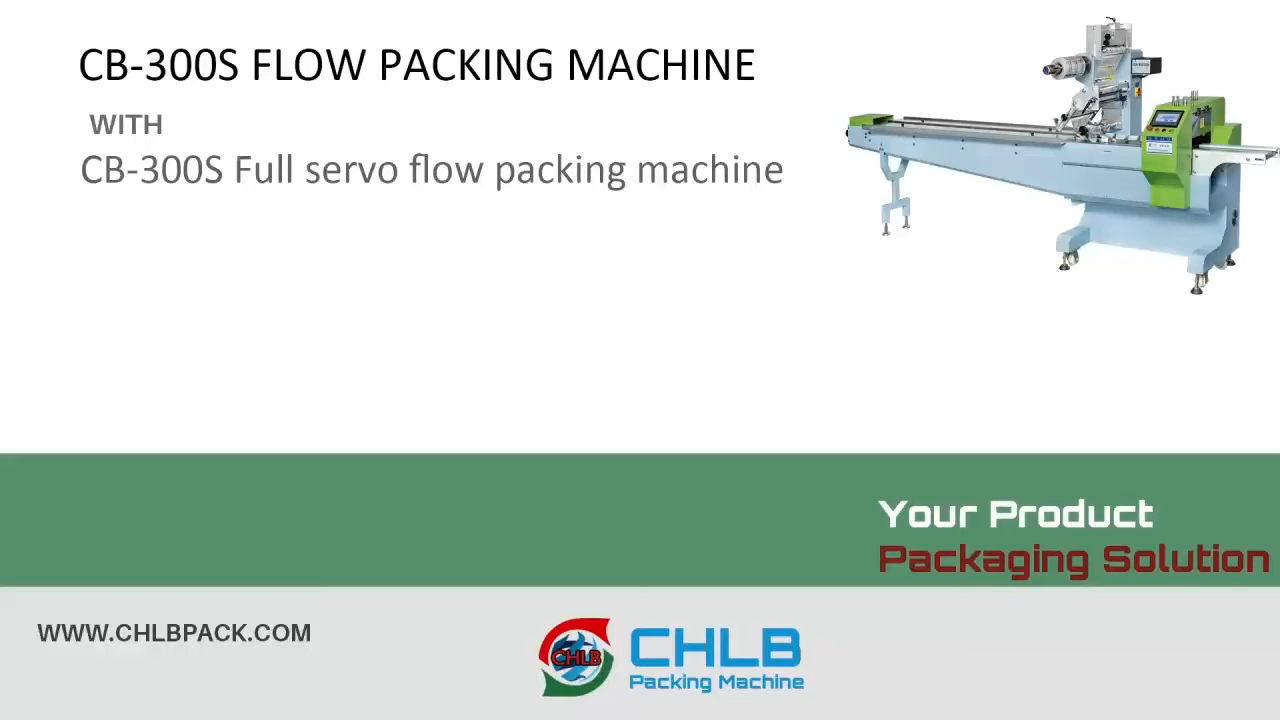 CB-300S FLOW PACKING MACHINE
WITH
CB-300S Full servo flow packing machine
Your Product
Packaging Solution
WWW.CHLBPACK.COM
CHLB
CHLB
Packing Machine